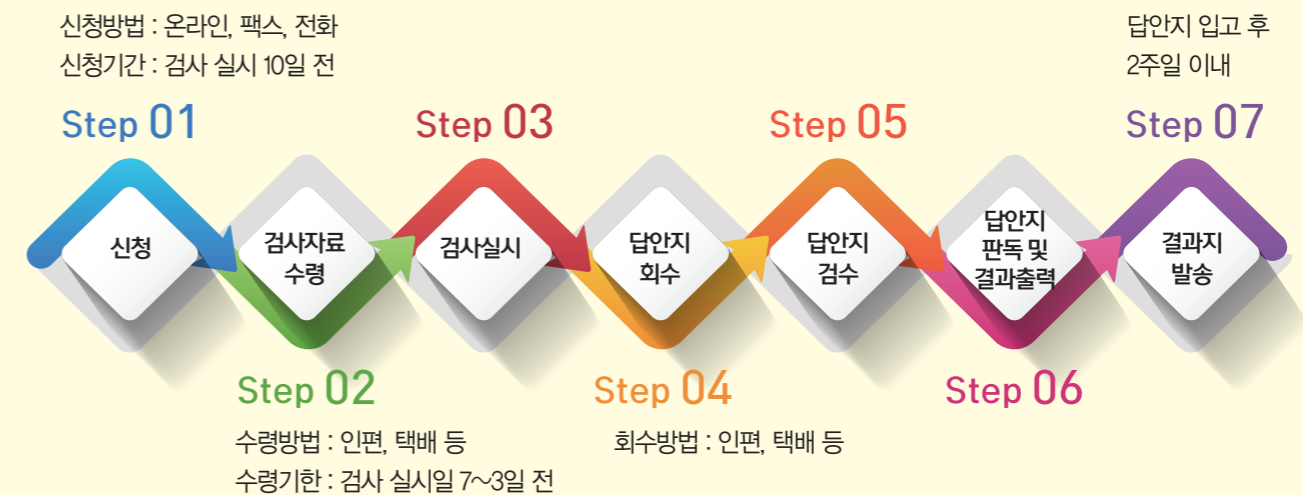 신청방법 : 온라인, 팩스, 전화
신청기간 : 검사 실시 10일 전
Step 01
신청
검사자료
수령
Step 02
수령방법 : 인편, 택배 등
수령기한 : 검사 실시일 7~3일 전
Step 03
검사실시
답안지
회수
Step 04
회수방법 : 인편, 택배 등
Step 05
답안지
검수
답안지
판독 및
결과출력
Step 06
답안지 입고 후
2주일 이내
Step 07
결과지
발송